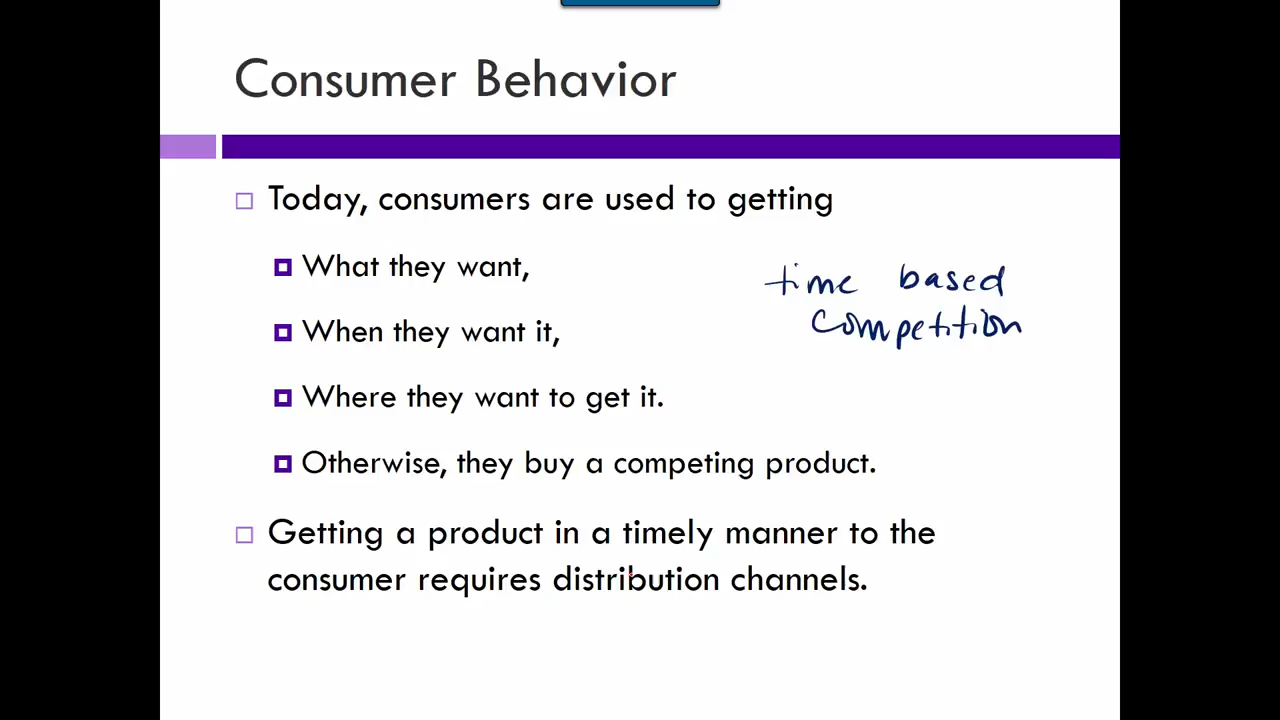 Consumer Behavior
Today, consumers are used to getting
What they want,
When they want it,
Where they want to get it.
Otherwise, they buy a competing product.
time based
competition
Getting a product in a timely manner to the
consumer requires distribution channels.